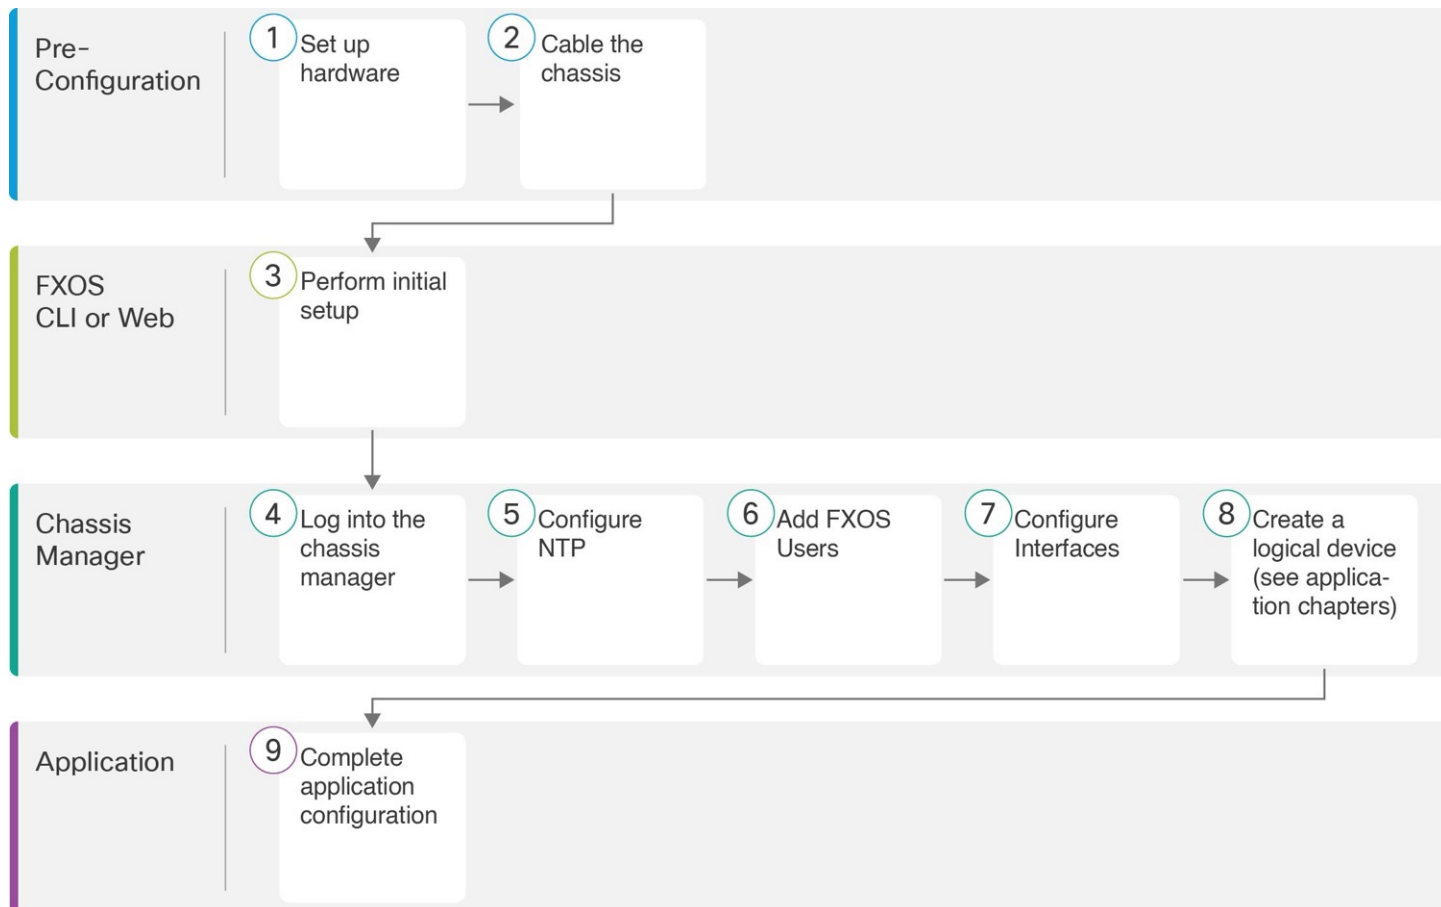 Pre-
Configuration
1
Set up
hardware
2
Cable the
chassis
FXOS
CLI or Web
3
Perform initial
setup
Chassis
Manager
4
Log into the
chassis
manager
5
Configure
NTP
6
Add FXOS
Users
7
Configure
Interfaces
8
Create a
logical device
(see applica-
tion chapters)
Application
9
Complete
application
configuration